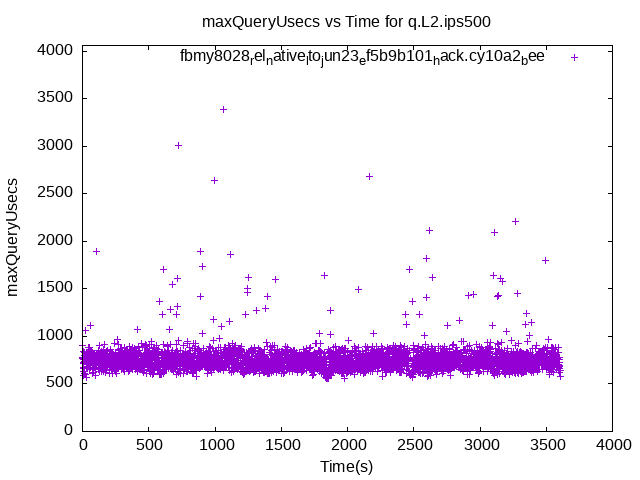 maxQueryUsecs vs Time for q.L2.ips500
fbmy8028relnativeltojun23ef5b9b101hack.cy10a2bee
4000
3500
3000
2500
2000
1500
1000
500
0
maxQueryUsecs
0 500 1000 1500 2000 2500 3000 3500 4000
Time(s)